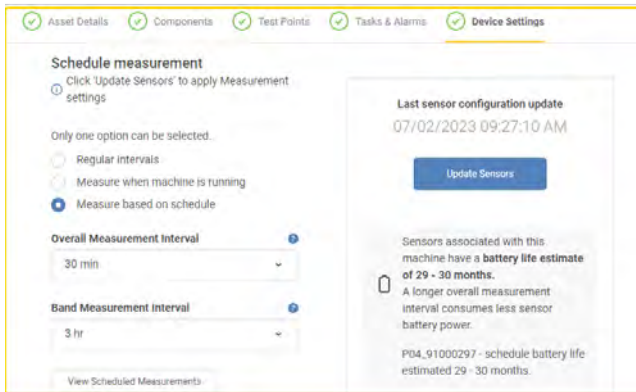 Asset Details
Components
Test Points
Tasks & Alarms
Device Settings
Schedule measurement
Click 'Update Sensors' to apply Measurement
settings
Only one option can be selected.
Regular intervals
Measure when machine is running
Measure based on schedule
Overall Measurement Interval
30 min
Band Measurement Interval
3 hr
View Scheduled Measurements
Last sensor configuration update
07/02/2023 09:27:10 AM
Update Sensors
Sensors associated with this
machine have a battery life estimate
of 29 - 30 months.
A longer overall measurement
interval consumes less sensor
battery power.
P04_91000297 - schedule battery life
estimated 29 - 30 months.